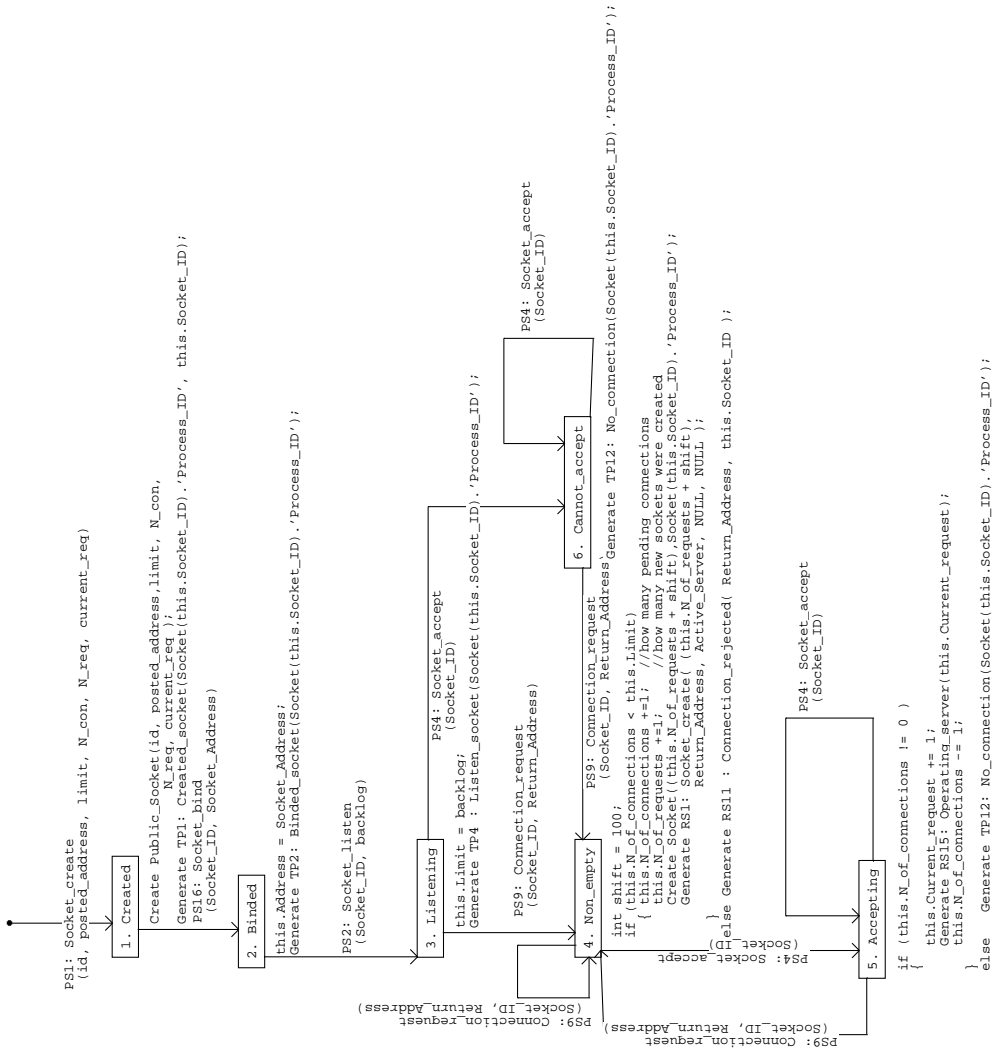 PS1: Socket_create
(id, posted_address, limit, N_con, N_req, current_req)
1. Created
Create Public_Socket(id, posted_address,limit, N_con,
N_req, current_req );
Generate TP1: Created_socket(Socket(this.Socket_ID).'Process_ID', this.Socket_ID);
PS16: Socket_bind
(Socket_ID, Socket_Address)
2. Binded
this.Address = Socket_Address;
Generate TP2: Binded_socket(Socket(this.Socket_ID).'Process_ID');
PS2: Socket_listen
(Socket_ID, backlog)
3. Listening
this.Limit = backlog;
Generate TP4 : Listen_socket(Socket(this.Socket_ID).'Process_ID');
PS4: Socket_accept
(Socket_ID)
PS9: Connection_request
(Socket_ID, Return_Address)
6. Cannot_accept
PS4: Socket_accept
(Socket_ID)
Generate TP12: No_connection(Socket(this.Socket_ID).'Process_ID');
PS9: Connection_request
(Socket_ID, Return_Address)
4. Non_empty
PS9: Connection_request
(Socket_ID, Return_Address)
int shift = 100;
if (this.N_of_connections < this.Limit)
{
this.N_of_connections +=1; //how many pending connections
this.N_of_requests +=1; //how many new sockets were created
Create Socket((this.N_of_requests + shift),Socket(this.Socket_ID).'Process_ID');
Generate RS1: Socket_create( (this.N_of_requests + shift),
Return_Address, Active_Server, NULL, NULL );
}
else Generate RS11 : Connection_rejected( Return_Address, this.Socket_ID );
PS4: Socket_accept
(Socket_ID)
PS9: Connection_request
(Socket_ID, Return_Address)
5. Accepting
PS4: Socket_accept
(Socket_ID)
if (this.N_of_connections != 0 )
{
this.Current_request += 1;
Generate RS15: Operating_server(this.Current_request);
this.N_of_connections -= 1;
}
else Generate TP12: No_connection(Socket(this.Socket_ID).'Process_ID');